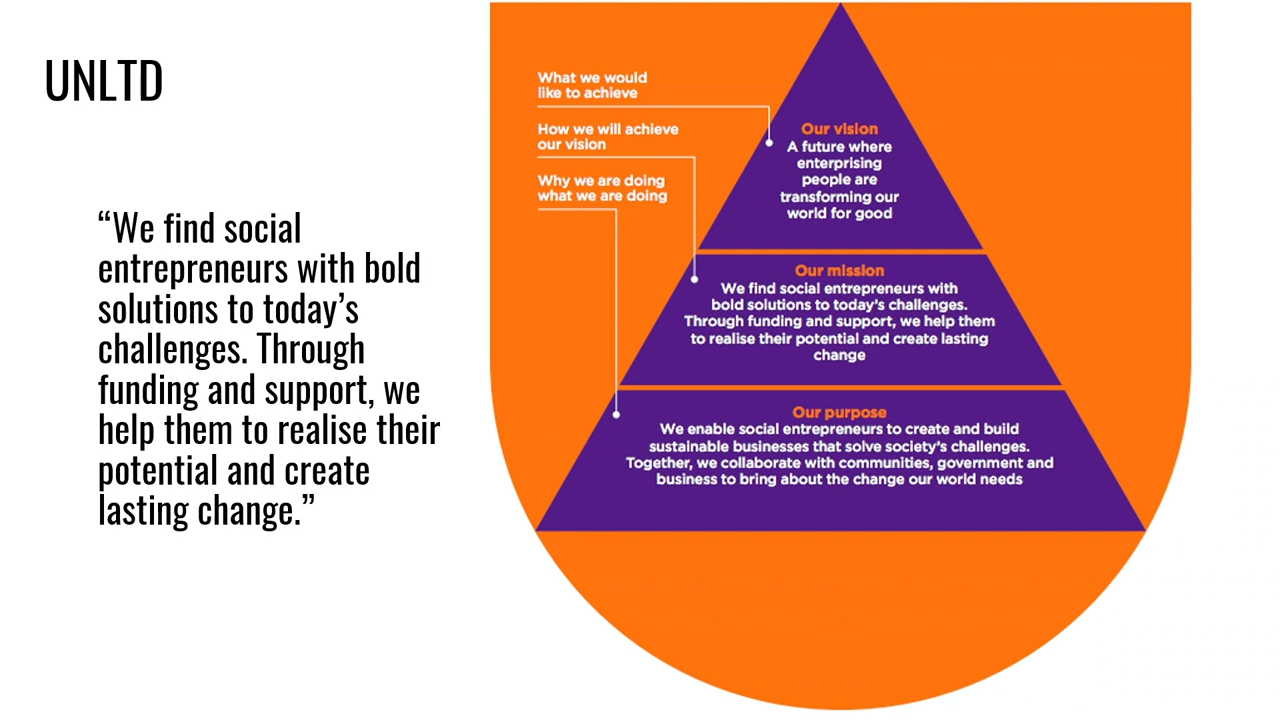 UNLTD
“We find social
entrepreneurs with bold
solutions to today’s
challenges. Through
funding and support, we
help them to realise their
potential and create
lasting change.”
What we would
like to achieve
How we will achieve
our vision
Why we are doing
what we are doing
Our vision
A future where
enterprising
people are
transforming our
world for good
Our mission
We find social entrepreneurs with
bold solutions to today’s challenges.
Through funding and support, we help them
to realise their potential and create lasting
change
Our purpose
We enable social entrepreneurs to create and build
sustainable businesses that solve society’s challenges.
Together, we collaborate with communities, government and
business to bring about the change our world needs